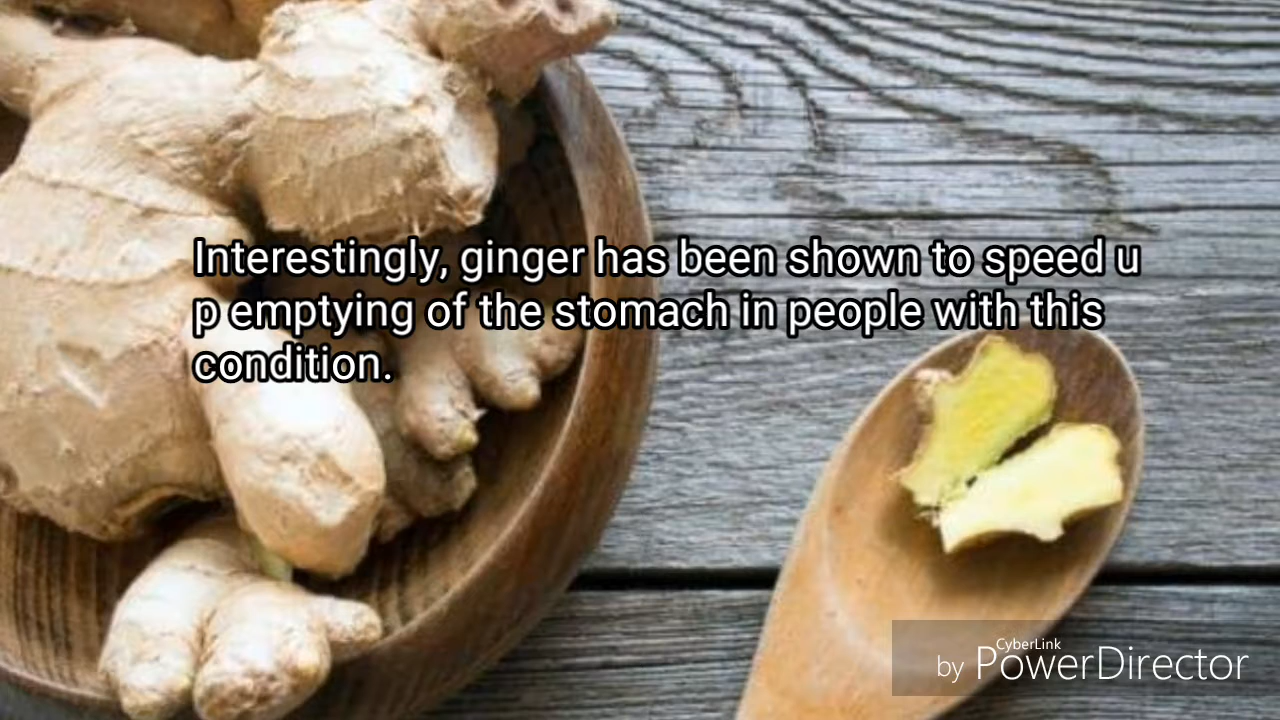 Interestingly, ginger has been shown to speed u
p emptying of the stomach in people with this
condition.
CyberLink
by PowerDirector